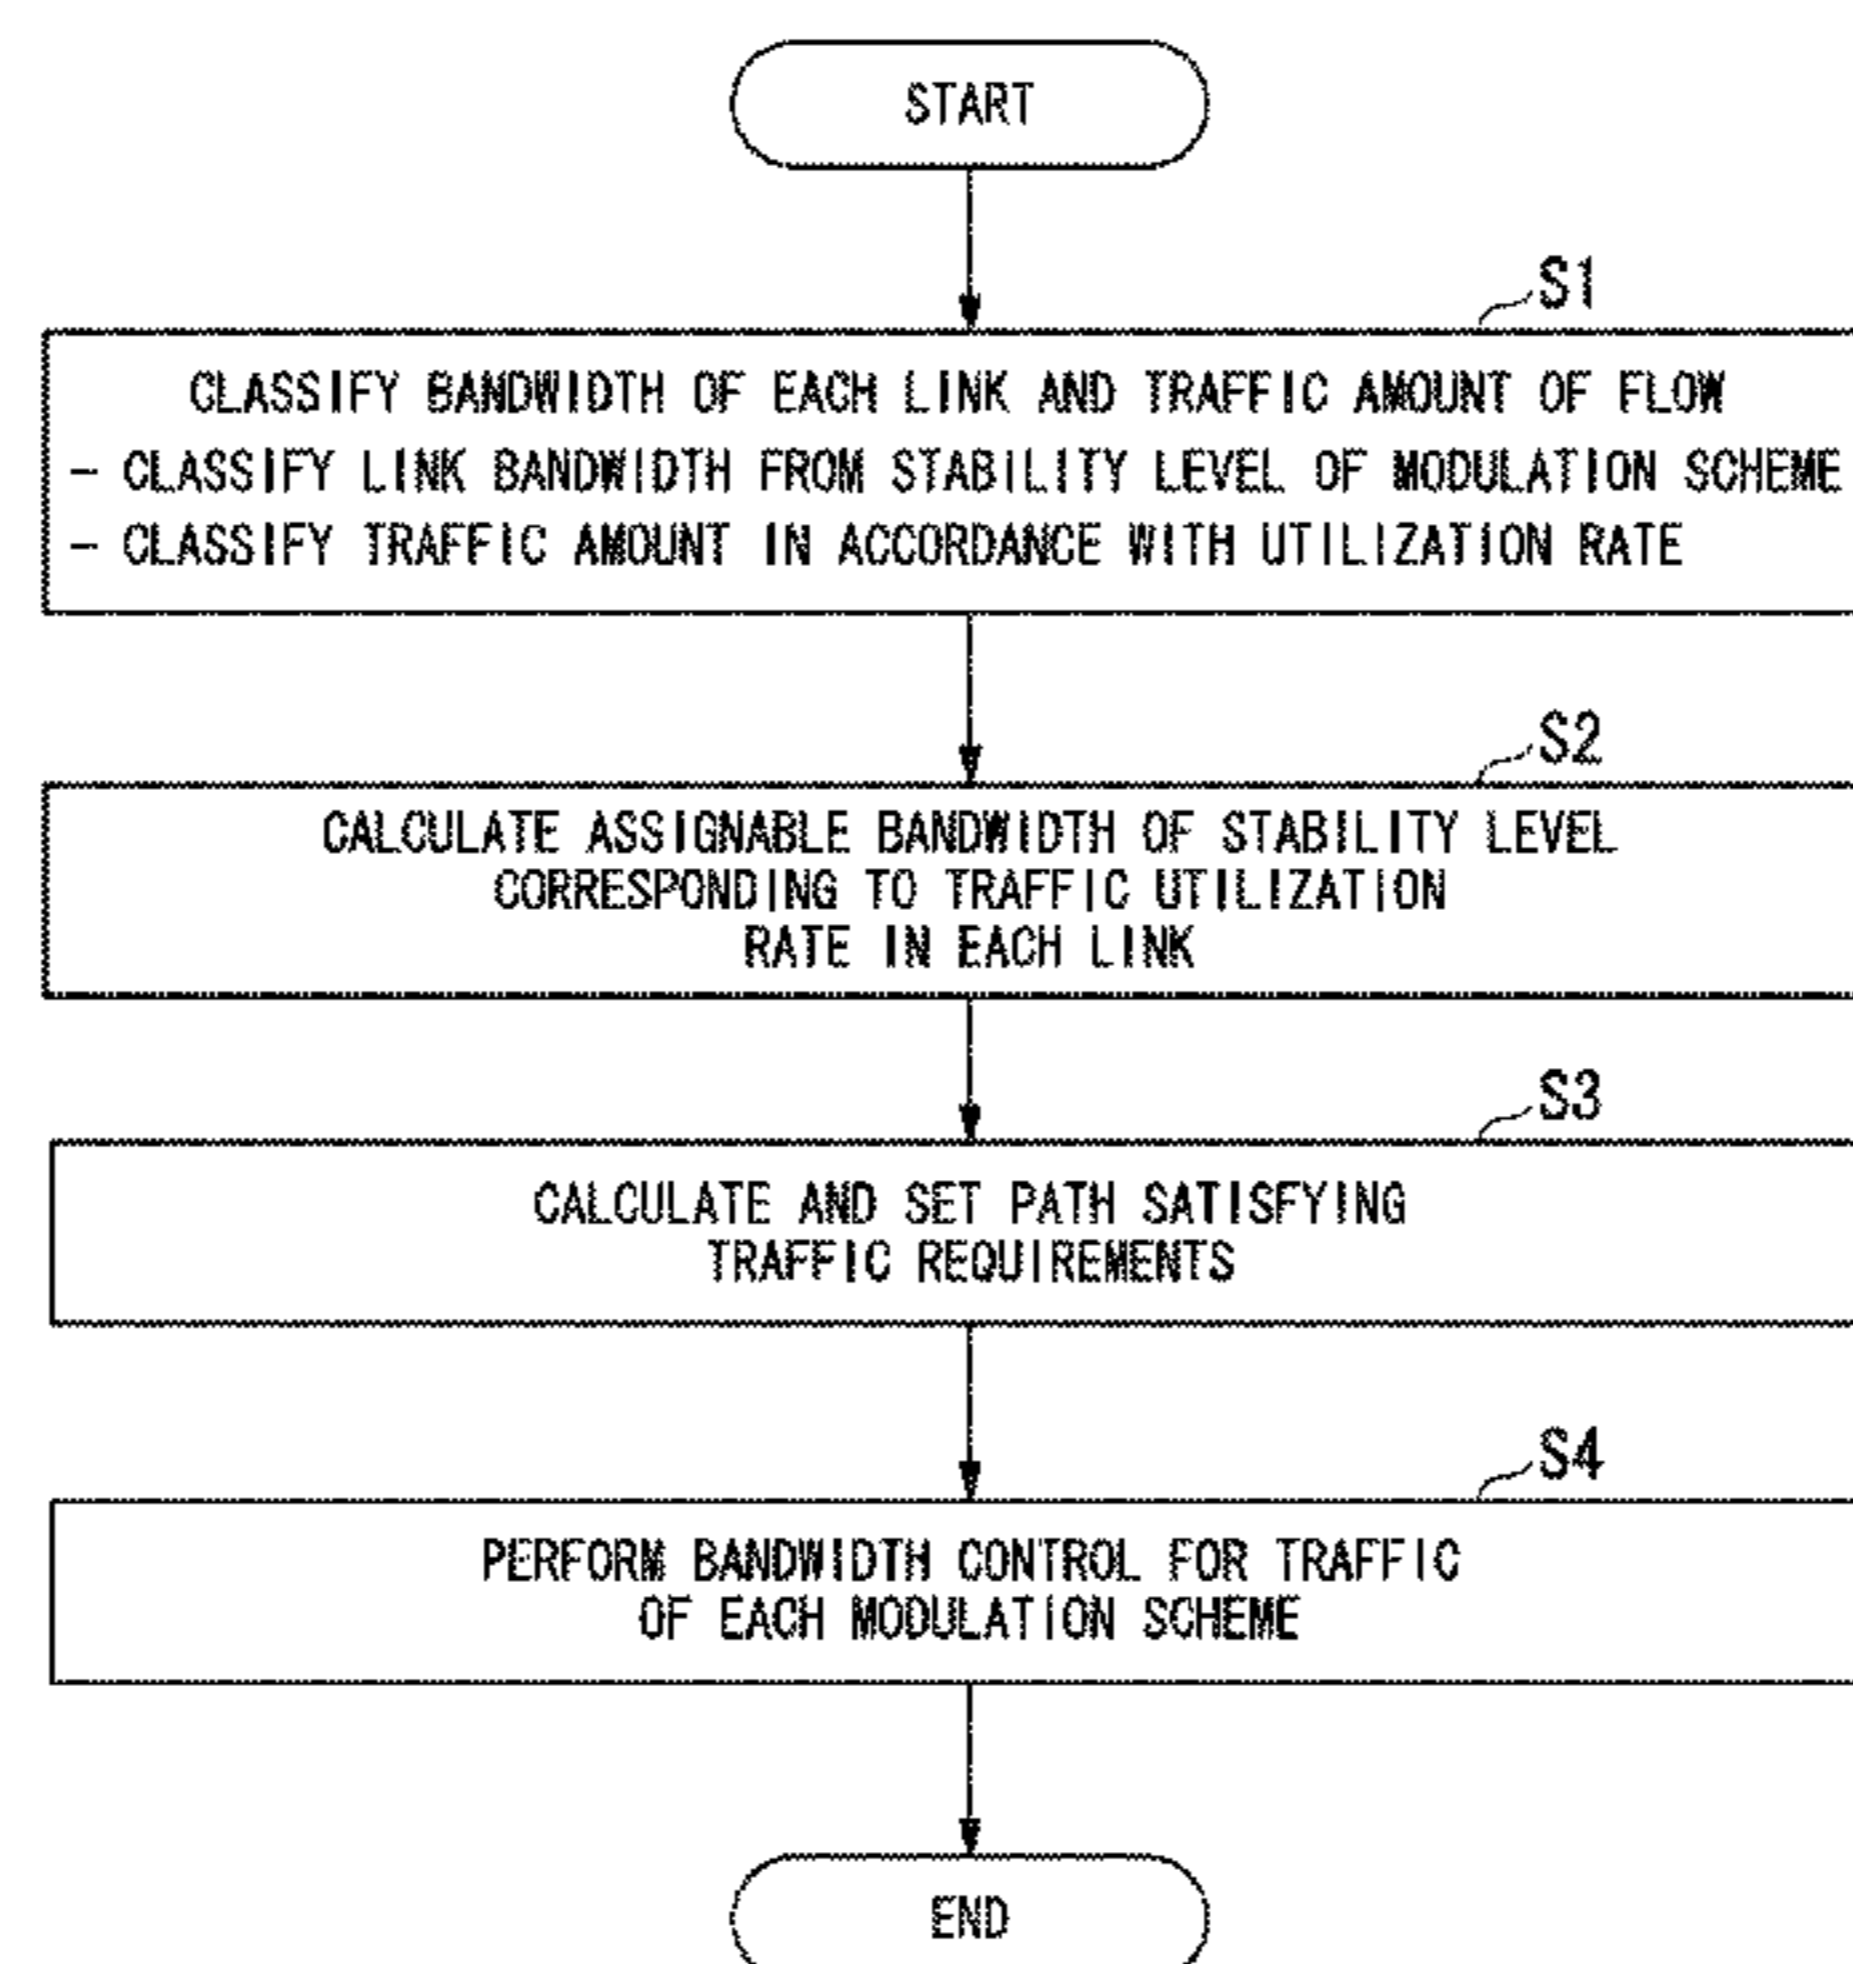 START
S1
CLASSIFY BANDWIDTH OF EACH LINK AND TRAFFIC AMOUNT OF FLOW
- CLASSIFY LINK BANDWIDTH FROM STABILITY LEVEL OF MODULATION SCHEME
- CLASSIFY TRAFFIC AMOUNT IN ACCORDANCE WITH UTILIZATION RATE
S2
CALCULATE ASSIGNABLE BANDWIDTH OF STABILITY LEVEL
CORRESPONDING TO TRAFFIC UTILIZATION
RATE IN EACH LINK
S3
CALCULATE AND SET PATH SATISFYING
TRAFFIC REQUIREMENTS
S4
PERFORM BANDWIDTH CONTROL FOR TRAFFIC
OF EACH MODULATION SCHEME
END